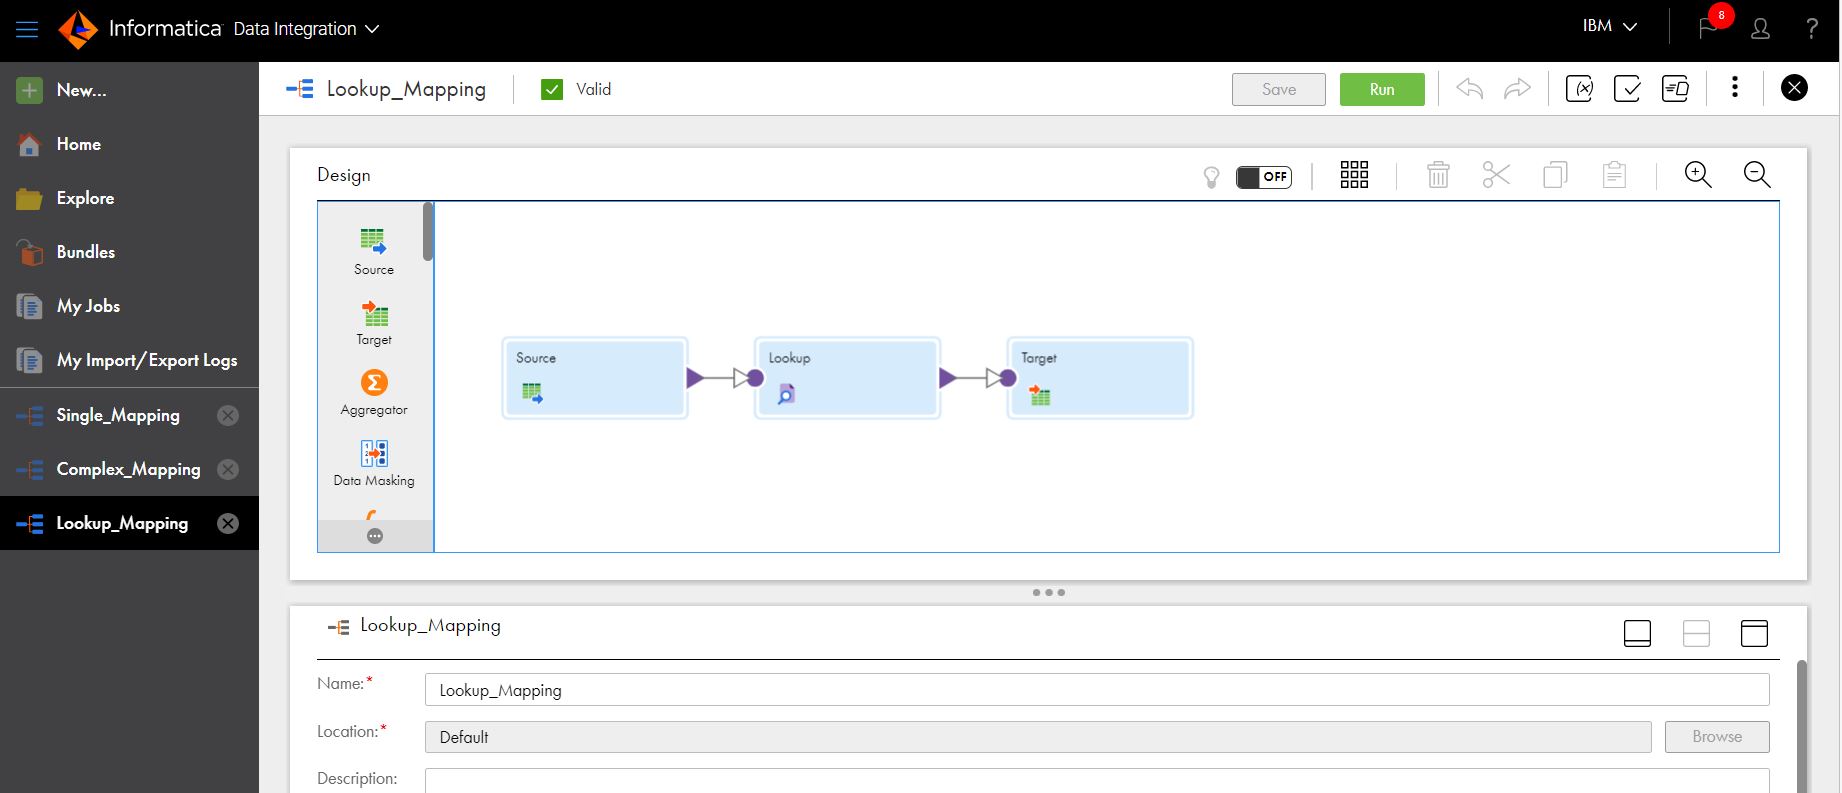 Informatica Data Integration
IBM
8
?
New...
Home
Explore
Bundles
My Jobs
My Import/Export Logs
Single_Mapping
Complex_Mapping
Lookup_Mapping
Lookup_Mapping
Valid
Save
Run
Design
OFF
Source
Target
Aggregator
Data Masking
Source
Lookup
Target
Lookup_Mapping
Name:*
Lookup_Mapping
Location:*
Default
Browse
Description: